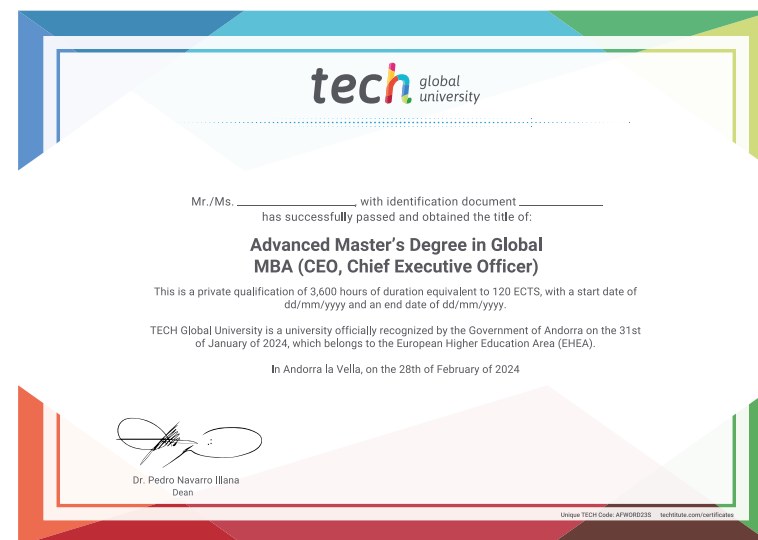 tech global
university
Mr./Ms. ________________, with identification document ____________
has successfully passed and obtained the title of:
Advanced Master's Degree in Global
MBA (CEO, Chief Executive Officer)
This is a private qualification of 3,600 hours of duration equivalent to 120 ECTS, with a start date of
dd/mm/yyyy and an end date of dd/mm/yyyy.
TECH Global University is a university officially recognized by the Government of Andorra on the 31st
of January of 2024, which belongs to the European Higher Education Area (EHEA).
In Andorra la Vella, on the 28th of February of 2024
Dr. Pedro Navarro Illana
Dean
Unique TECH Code: AFWORD23S techtitute.com/certificates